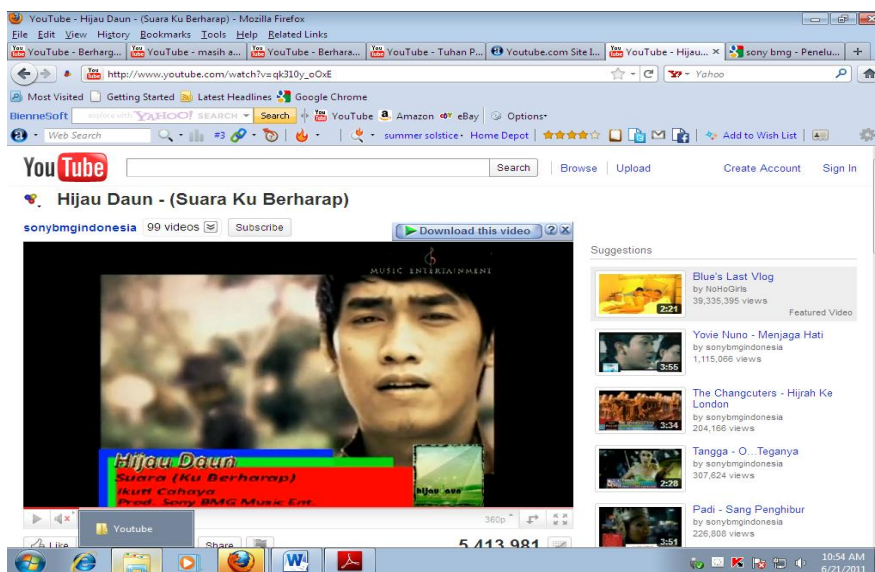 YouTube - Hijau Daun - (Suara Ku Berharap) - Mozilla Firefox
File Edit View History Bookmarks Tools Help Related Links
YouTube - Berharg... YouTube - masih a... YouTube - Berhara... YouTube - Tuhan P... Youtube.com Site I... YouTube - Hijau... × sony bmg - Penelu... +
http://www.youtube.com/watch?v=qk310y_oOxE Yahoo
Most Visited Getting Started Latest Headlines Google Chrome
BienneSoft explore with YAHOO! SEARCH Search YouTube Amazon eBay Options
Web Search #3 summer solstice Home Depot Add to Wish List
YouTube Search Browse Upload Create Account Sign In
Hijau Daun - (Suara Ku Berharap)
sonybmgindonesia 99 videos Subscribe
Download this video ? X
MUSIC ENTERTAINMENT
Hijau Daun
Suara (Ku Berharap)
Ikuti Cahaya
Prod. Sony BMG Music Ent.
hijau daun
360p
Youtube
Like Share 5,413,981
Suggestions
Blue's Last Vlog
by NoHoGirls
39,335,395 views
Featured Video
2:21
Yovie Nuno - Menjaga Hati
by sonybmgindonesia
1,115,066 views
3:55
The Changcuters - Hijrah Ke
London
by sonybmgindonesia
204,166 views
3:34
Tangga - O...Teganya
by sonybmgindonesia
307,624 views
2:28
Padi - Sang Penghibur
by sonybmgindonesia
226,808 views
3:51
10:54 AM
6/21/2011